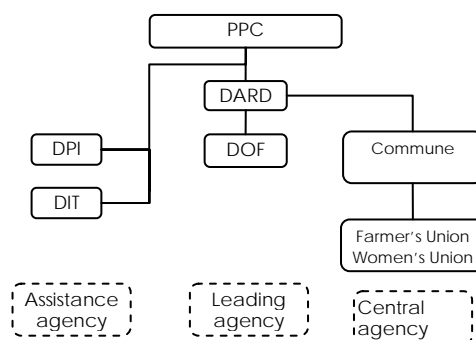 PPC
DARD
DPI
DOF
Commune
DIT
Farmer's Union
Women's Union
Assistance
agency
Leading
agency
Central
agency